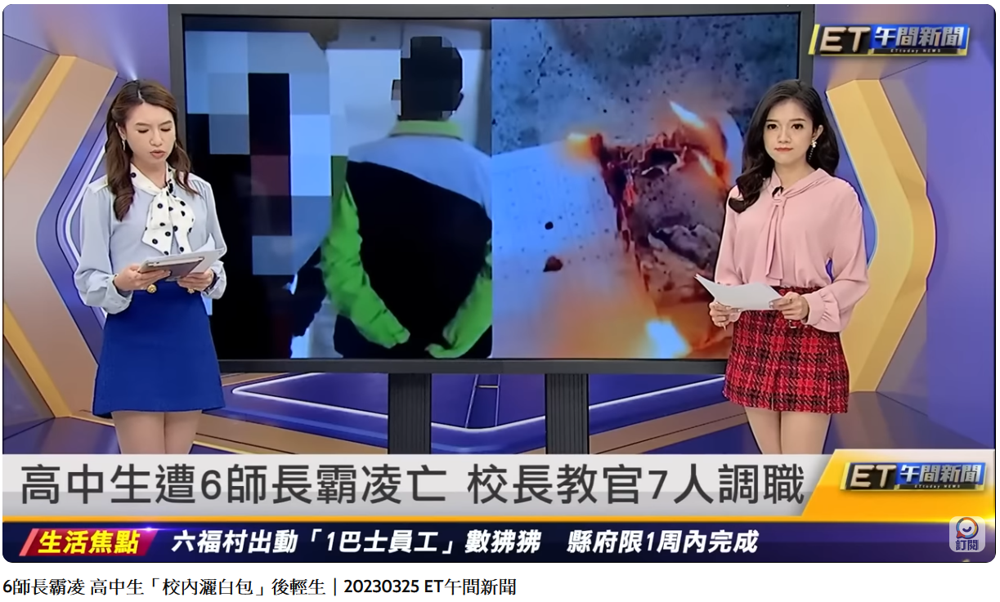 ET午間新聞
ETtoday NEWS
高中生遭6師長霸凌亡 校長教官7人調職
ET午間新聞
ETtoday NEWS
生活焦點 六福村出動「1巴士員工」數狒狒 縣府限1周內完成
訂閱
6師長霸凌 高中生「校內灑白包」後輕生│20230325 ET午間新聞